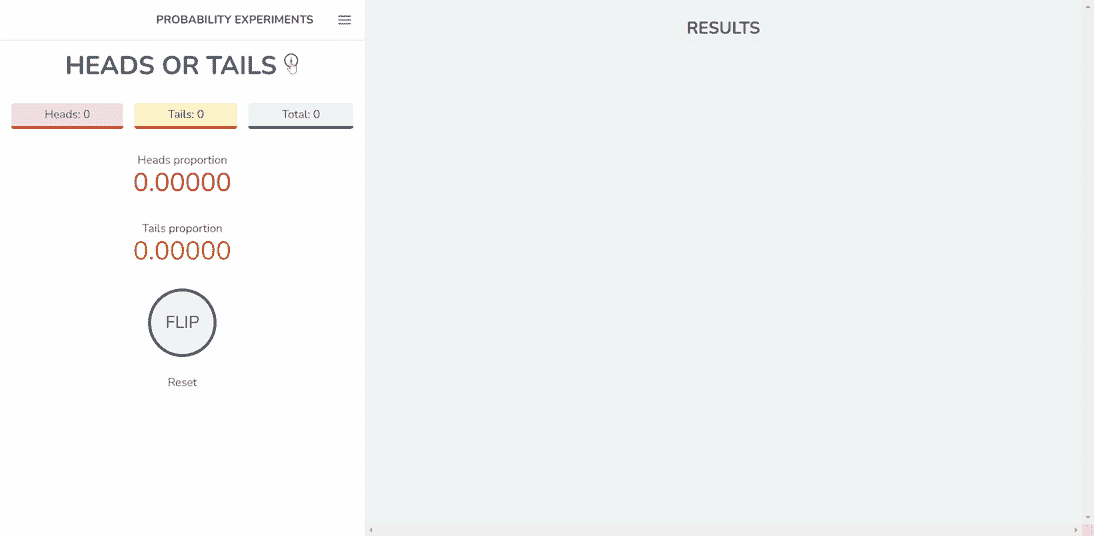 PROBABILITY EXPERIMENTS
HEADS OR TAILS
Heads: 0
Tails: 0
Total: 0
Heads proportion
0.00000
Tails proportion
0.00000
FLIP
Reset
RESULTS